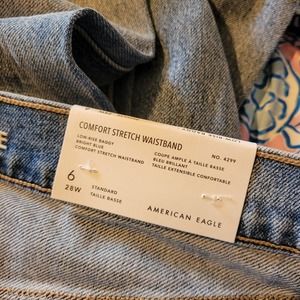 COMFORT STRETCH WAISTBAND
LOW-RISE BAGGY
BRIGHT BLUE
COMFORT STRETCH WAISTBAND
NO. 4299
COUPE AMPLE À TAILLE BASSE
BLEU BRILLANT
TAILLE EXTENSIBLE CONFORTABLE
6
28W
STANDARD
TAILLE BASSE
AMERICAN EAGLE